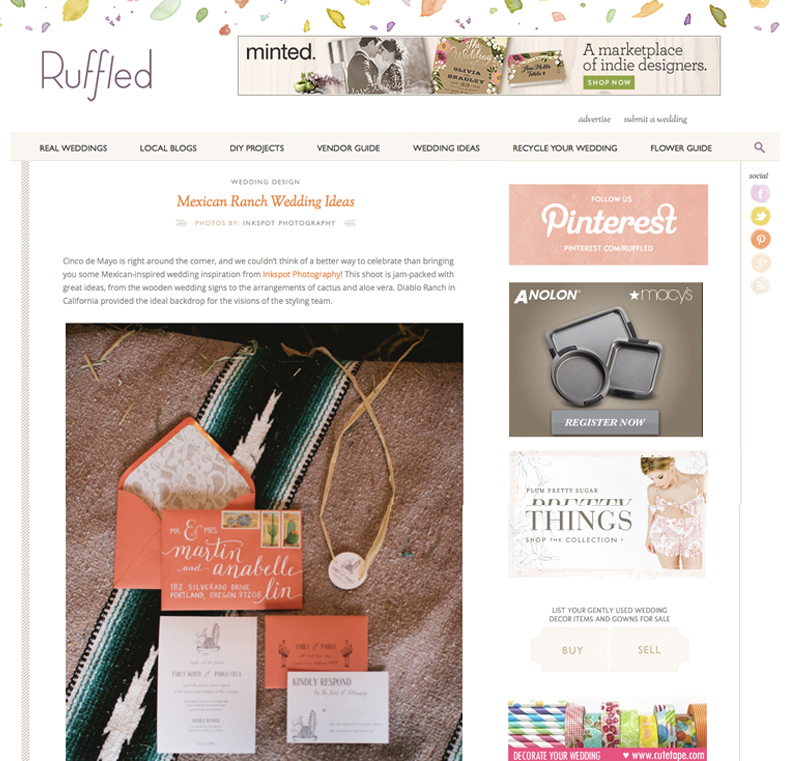 Ruffled
minted.
The
Wedding
OLIVIA
BRADLEY
A marketplace
of indie designers.
SHOP NOW
advertise submit a wedding
REAL WEDDINGS LOCAL BLOGS DIY PROJECTS VENDOR GUIDE WEDDING IDEAS RECYCLE YOUR WEDDING FLOWER GUIDE
WEDDING DESIGN
Mexican Ranch Wedding Ideas
PHOTOS BY: INKSPOT PHOTOGRAPHY
Cinco de Mayo is right around the corner, and we couldn't think of a better way to celebrate than bringing
you some Mexican-inspired wedding inspiration from Inkspot Photography! This shoot is jam-packed with
great ideas, from the wooden wedding signs to the arrangements of cactus and aloe vera. Diablo Ranch in
California provided the ideal backdrop for the visions of the styling team.
MR. & MRS.
martin
and anabelle
lin
782 SILVERADO DRIVE
PORTLAND, OREGON 97208
EMILY WHITE & PABLO CELA
EMILY & PABLO
KINDLY RESPOND
social
FOLLOW US
Pinterest
PINTEREST.COM/RUFFLED
ANOLON
macy's
REGISTER NOW
PLUM PRETTY SUGAR
PRETTY
THINGS
SHOP THE COLLECTION ›
LIST YOUR GENTLY USED WEDDING
DECOR ITEMS AND GOWNS FOR SALE
BUY SELL
DECORATE YOUR WEDDING ♥ www.cutetape.com